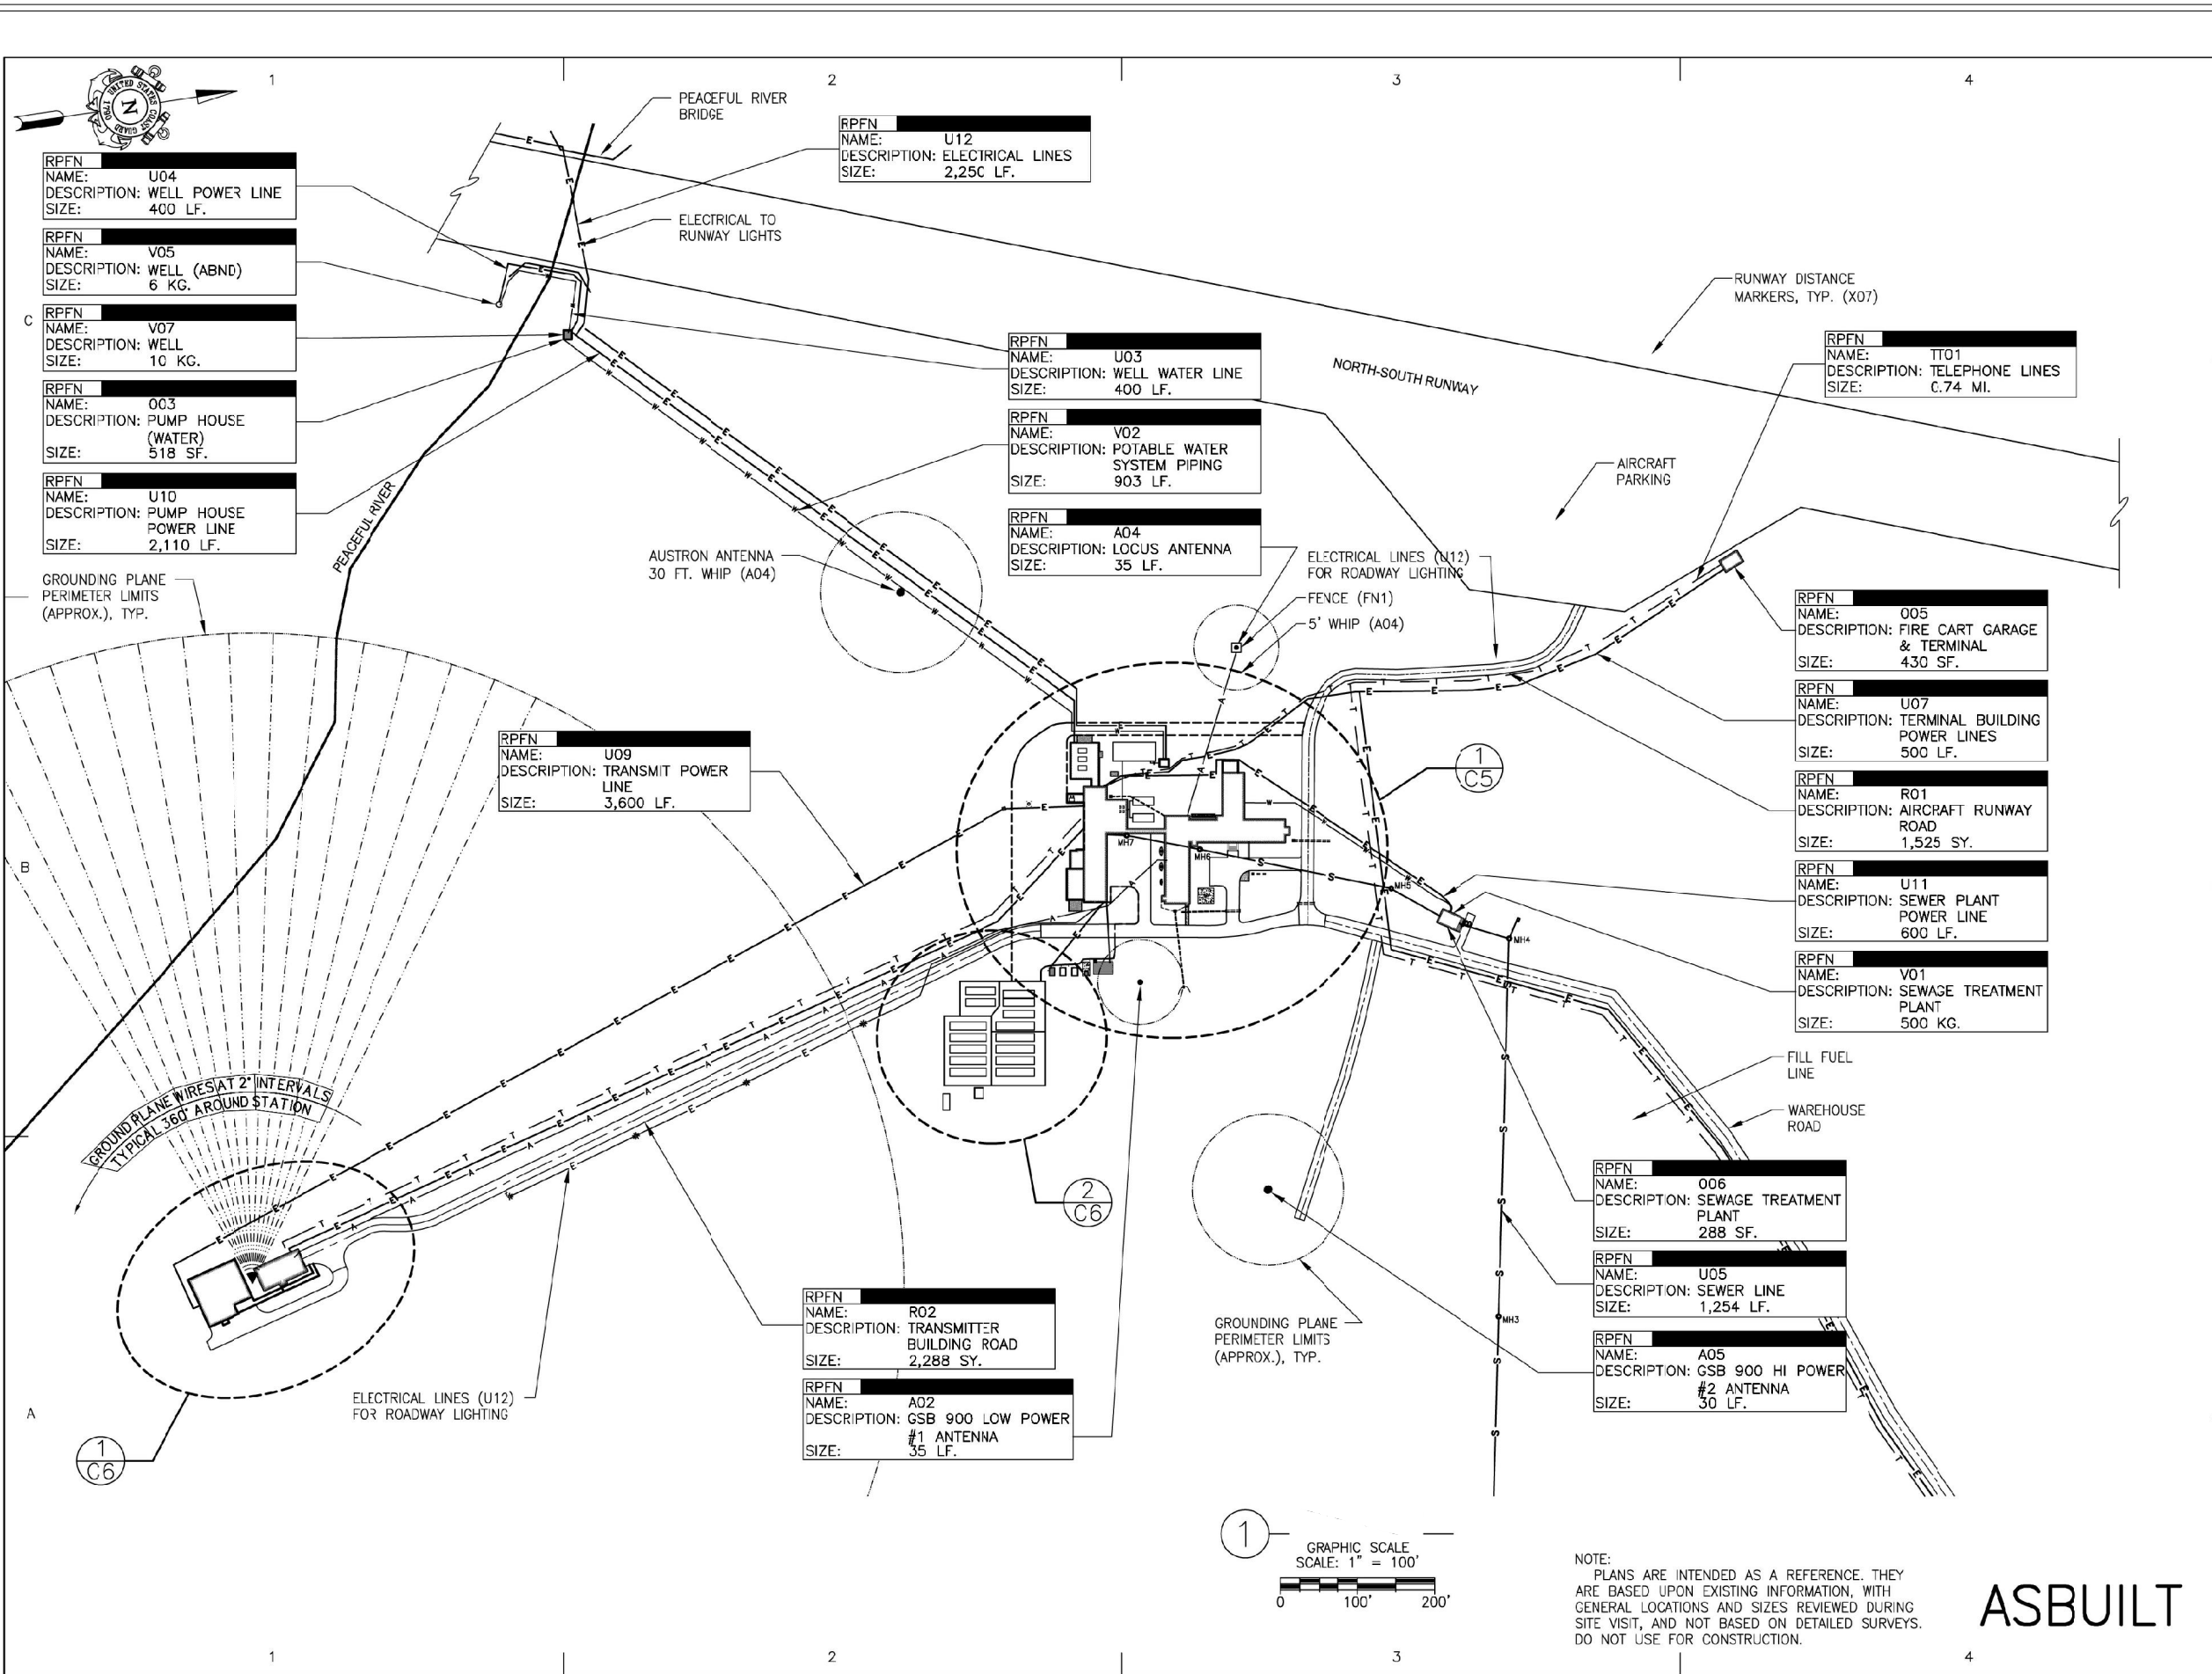 1
2
3
4
UNITED STATES COAST GUARD 1790
N
PEACEFUL RIVER
BRIDGE
RPFN
NAME: U12
DESCRIPTION: ELECTRICAL LINES
SIZE: 2,250 LF.
RPFN
NAME: U04
DESCRIPTION: WELL POWER LINE
SIZE: 400 LF.
RPFN
NAME: V05
DESCRIPTION: WELL (ABND)
SIZE: 6 KG.
C
RPFN
NAME: V07
DESCRIPTION: WELL
SIZE: 10 KG.
RPFN
NAME: 003
DESCRIPTION: PUMP HOUSE
(WATER)
SIZE: 518 SF.
RPFN
NAME: U10
DESCRIPTION: PUMP HOUSE
POWER LINE
SIZE: 2,110 LF.
GROUNDING PLANE
PERIMETER LIMITS
(APPROX.), TYP.
PEACEFUL RIVER
ELECTRICAL TO
RUNWAY LIGHTS
RPFN
NAME: U03
DESCRIPTION: WELL WATER LINE
SIZE: 400 LF.
RPFN
NAME: V02
DESCRIPTION: POTABLE WATER
SYSTEM PIPING
SIZE: 903 LF.
RPFN
NAME: A04
DESCRIPTION: LOCUS ANTENNA
SIZE: 35 LF.
AUSTRON ANTENNA
30 FT. WHIP (A04)
NORTH-SOUTH RUNWAY
RUNWAY DISTANCE
MARKERS, TYP. (X07)
RPFN
NAME: TT01
DESCRIPTION: TELEPHONE LINES
SIZE: 0.74 MI.
AIRCRAFT
PARKING
ELECTRICAL LINES (U12)
FOR ROADWAY LIGHTING
FENCE (FN1)
5' WHIP (A04)
RPFN
NAME: 005
DESCRIPTION: FIRE CART GARAGE
& TERMINAL
SIZE: 430 SF.
RPFN
NAME: U07
DESCRIPTION: TERMINAL BUILDING
POWER LINES
SIZE: 500 LF.
RPFN
NAME: R01
DESCRIPTION: AIRCRAFT RUNWAY
ROAD
SIZE: 1,525 SY.
RPFN
NAME: U11
DESCRIPTION: SEWER PLANT
POWER LINE
SIZE: 600 LF.
RPFN
NAME: V01
DESCRIPTION: SEWAGE TREATMENT
PLANT
SIZE: 500 KG.
RPFN
NAME: U09
DESCRIPTION: TRANSMIT POWER
LINE
SIZE: 3,600 LF.
1
C5
B
MH7
MH6
MH5
MH4
FILL FUEL
LINE
WAREHOUSE
ROAD
GROUND PLANE WIRES AT 2° INTERVALS
TYPICAL 360° AROUND STATION
2
C6
RPFN
NAME: 006
DESCRIPTION: SEWAGE TREATMENT
PLANT
SIZE: 288 SF.
RPFN
NAME: U05
DESCRIPTION: SEWER LINE
SIZE: 1,254 LF.
MH3
RPFN
NAME: A05
DESCRIPTION: GSB 900 HI POWER
#2 ANTENNA
SIZE: 30 LF.
GROUNDING PLANE
PERIMETER LIMITS
(APPROX.), TYP.
RPFN
NAME: R02
DESCRIPTION: TRANSMITTER
BUILDING ROAD
SIZE: 2,288 SY.
RPFN
NAME: A02
DESCRIPTION: GSB 900 LOW POWER
#1 ANTENNA
SIZE: 35 LF.
ELECTRICAL LINES (U12)
FOR ROADWAY LIGHTING
A
1
C6
1
GRAPHIC SCALE
SCALE: 1" = 100'
0 100' 200'
NOTE:
PLANS ARE INTENDED AS A REFERENCE. THEY
ARE BASED UPON EXISTING INFORMATION, WITH
GENERAL LOCATIONS AND SIZES REVIEWED DURING
SITE VISIT, AND NOT BASED ON DETAILED SURVEYS.
DO NOT USE FOR CONSTRUCTION.
ASBUILT
1
2
3
4